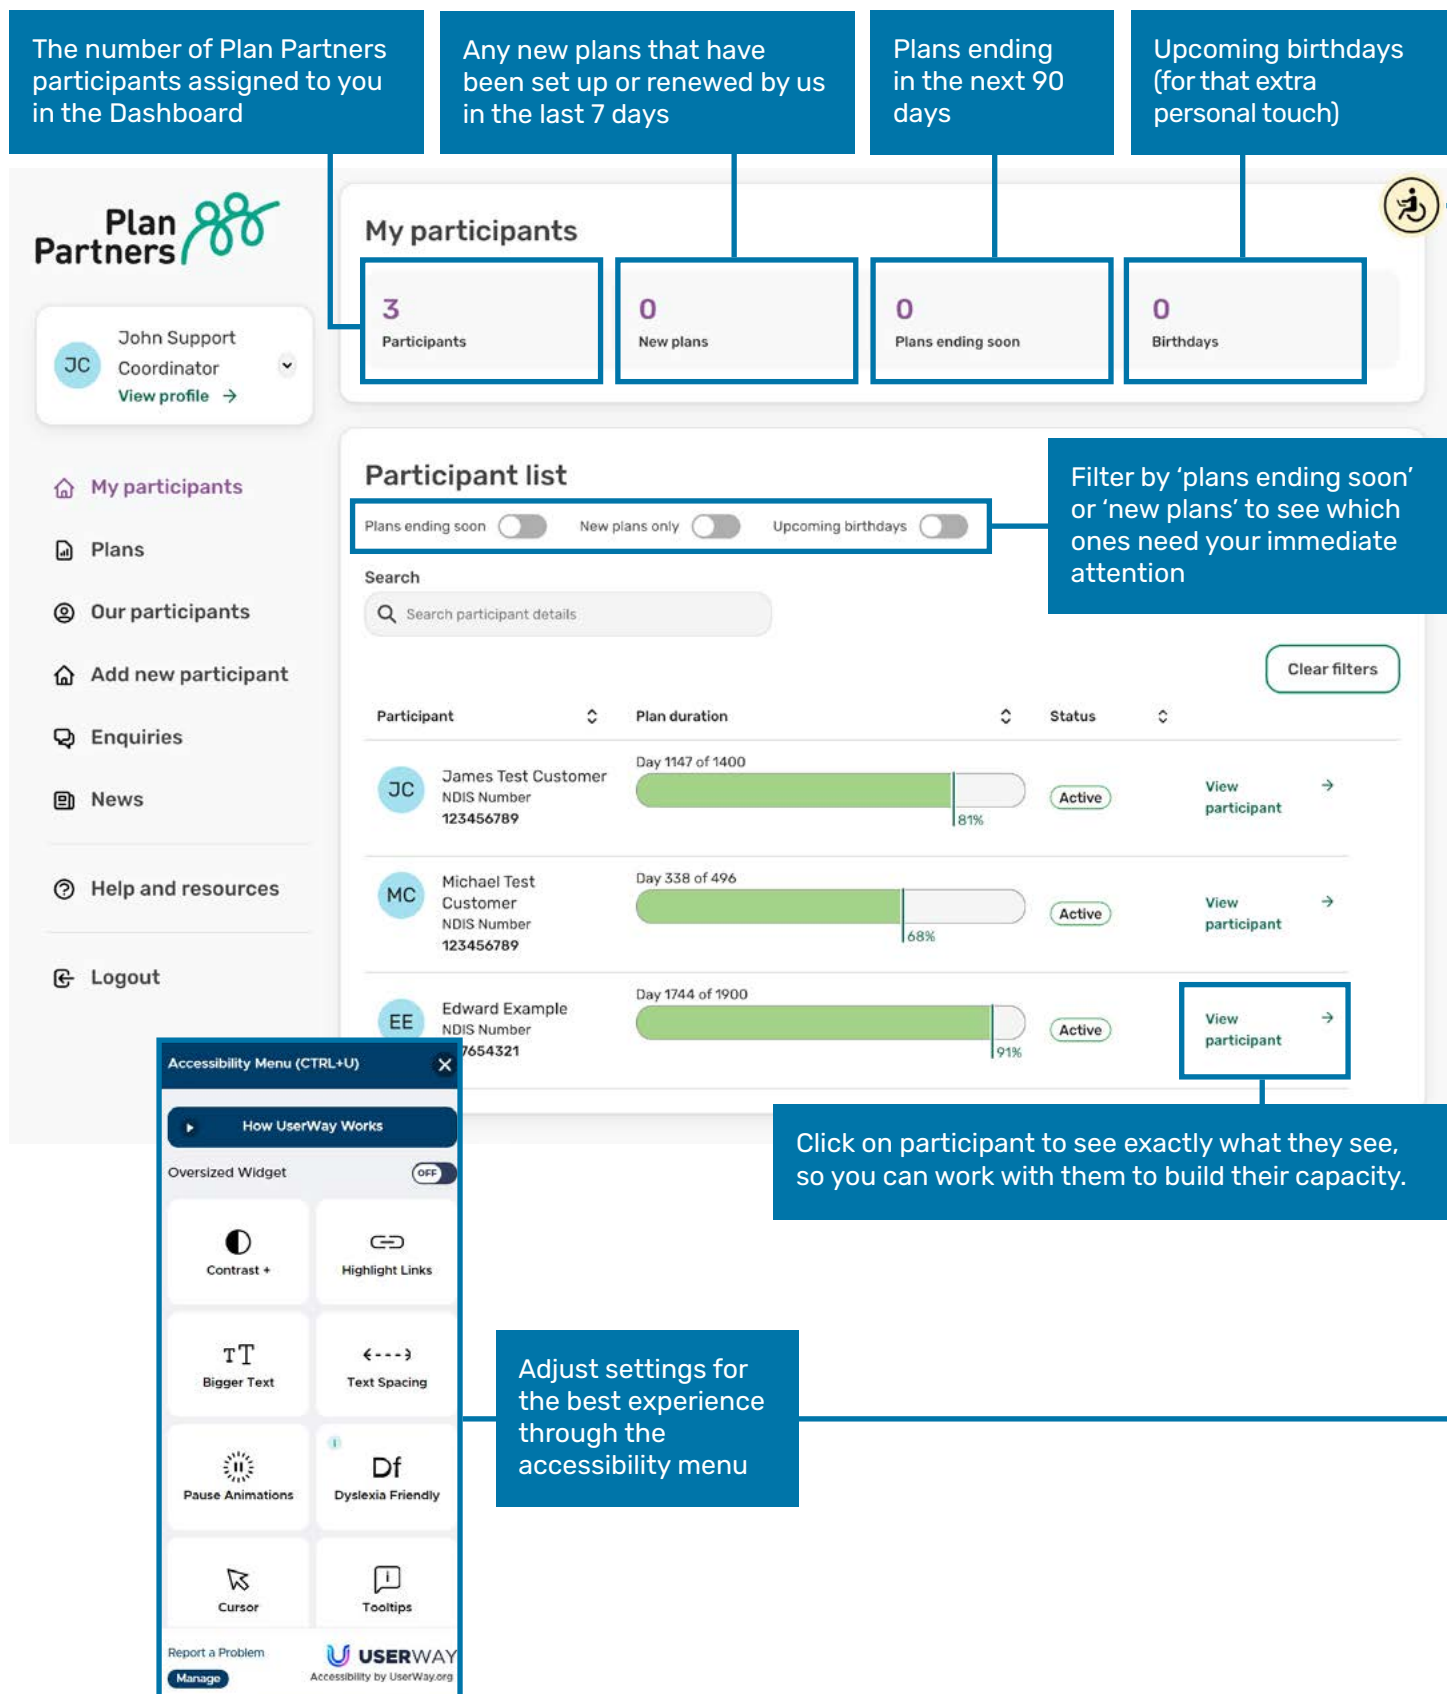 The number of Plan Partners
participants assigned to you
in the Dashboard
Any new plans that have
been set up or renewed by us
in the last 7 days
Plans ending
in the next 90
days
Upcoming birthdays
(for that extra
personal touch)
Plan
Partners
My participants
3
Participants
0
New plans
0
Plans ending soon
0
Birthdays
JC
John Support
Coordinator
View profile
My participants
Plans
Our participants
Add new participant
Enquiries
News
Help and resources
Logout
Participant list
Plans ending soon
New plans only
Upcoming birthdays
Filter by ‘plans ending soon’
or ‘new plans’ to see which
ones need your immediate
attention
Search
Search participant details
Clear filters
Participant
Plan duration
Status
JC
James Test Customer
NDIS Number
123456789
Day 1147 of 1400
81%
Active
View
participant
MC
Michael Test
Customer
NDIS Number
123456789
Day 338 of 496
68%
Active
View
participant
EE
Edward Example
NDIS Number
7654321
Day 1744 of 1900
91%
Active
View
participant
Click on participant to see exactly what they see,
so you can work with them to build their capacity.
Accessibility Menu (CTRL+U)
How UserWay Works
Oversized Widget
OFF
Contrast +
Highlight Links
TT
Bigger Text
Text Spacing
Pause Animations
Df
Dyslexia Friendly
Cursor
Tooltips
Report a Problem
Manage
USERWAY
Accessibility by UserWay.org
Adjust settings for
the best experience
through the
accessibility menu